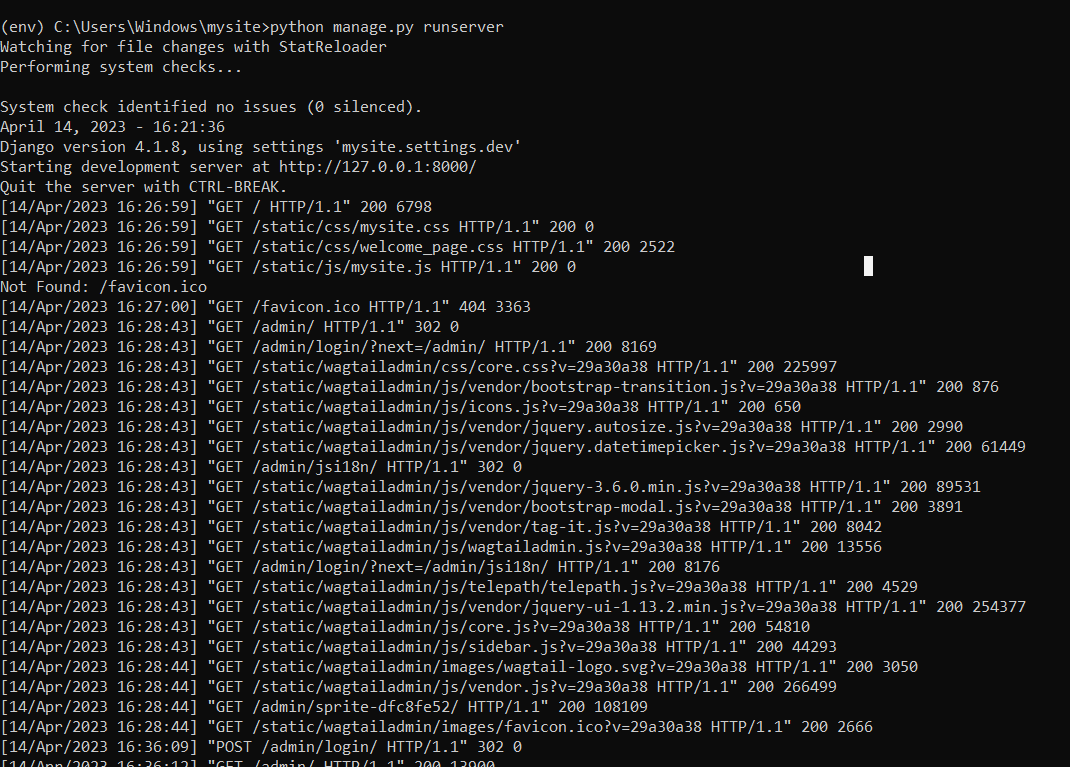 (env) C:\Users\Windows\mysite>python manage.py runserver
Watching for file changes with StatReloader
Performing system checks...
System check identified no issues (0 silenced).
April 14, 2023 - 16:21:36
Django version 4.1.8, using settings 'mysite.settings.dev'
Starting development server at http://127.0.0.1:8000/
Quit the server with CTRL-BREAK.
[14/Apr/2023 16:26:59] "GET / HTTP/1.1" 200 6798
[14/Apr/2023 16:26:59] "GET /static/css/mysite.css HTTP/1.1" 200 0
[14/Apr/2023 16:26:59] "GET /static/css/welcome_page.css HTTP/1.1" 200 2522
[14/Apr/2023 16:26:59] "GET /static/js/mysite.js HTTP/1.1" 200 0
Not Found: /favicon.ico
[14/Apr/2023 16:27:00] "GET /favicon.ico HTTP/1.1" 404 3363
[14/Apr/2023 16:28:43] "GET /admin/ HTTP/1.1" 302 0
[14/Apr/2023 16:28:43] "GET /admin/login/?next=/admin/ HTTP/1.1" 200 8169
[14/Apr/2023 16:28:43] "GET /static/wagtailadmin/css/core.css?v=29a30a38 HTTP/1.1" 200 225997
[14/Apr/2023 16:28:43] "GET /static/wagtailadmin/js/vendor/bootstrap-transition.js?v=29a30a38 HTTP/1.1" 200 876
[14/Apr/2023 16:28:43] "GET /static/wagtailadmin/js/icons.js?v=29a30a38 HTTP/1.1" 200 650
[14/Apr/2023 16:28:43] "GET /static/wagtailadmin/js/vendor/jquery.autosize.js?v=29a30a38 HTTP/1.1" 200 2990
[14/Apr/2023 16:28:43] "GET /static/wagtailadmin/js/vendor/jquery.datetimepicker.js?v=29a30a38 HTTP/1.1" 200 61449
[14/Apr/2023 16:28:43] "GET /admin/jsi18n/ HTTP/1.1" 302 0
[14/Apr/2023 16:28:43] "GET /static/wagtailadmin/js/vendor/jquery-3.6.0.min.js?v=29a30a38 HTTP/1.1" 200 89531
[14/Apr/2023 16:28:43] "GET /static/wagtailadmin/js/vendor/bootstrap-modal.js?v=29a30a38 HTTP/1.1" 200 3891
[14/Apr/2023 16:28:43] "GET /static/wagtailadmin/js/vendor/tag-it.js?v=29a30a38 HTTP/1.1" 200 8042
[14/Apr/2023 16:28:43] "GET /static/wagtailadmin/js/wagtailadmin.js?v=29a30a38 HTTP/1.1" 200 13556
[14/Apr/2023 16:28:43] "GET /admin/login/?next=/admin/jsi18n/ HTTP/1.1" 200 8176
[14/Apr/2023 16:28:43] "GET /static/wagtailadmin/js/telepath/telepath.js?v=29a30a38 HTTP/1.1" 200 4529
[14/Apr/2023 16:28:43] "GET /static/wagtailadmin/js/vendor/jquery-ui-1.13.2.min.js?v=29a30a38 HTTP/1.1" 200 254377
[14/Apr/2023 16:28:43] "GET /static/wagtailadmin/js/core.js?v=29a30a38 HTTP/1.1" 200 54810
[14/Apr/2023 16:28:43] "GET /static/wagtailadmin/js/sidebar.js?v=29a30a38 HTTP/1.1" 200 44293
[14/Apr/2023 16:28:44] "GET /static/wagtailadmin/images/wagtail-logo.svg?v=29a30a38 HTTP/1.1" 200 3050
[14/Apr/2023 16:28:44] "GET /static/wagtailadmin/js/vendor.js?v=29a30a38 HTTP/1.1" 200 266499
[14/Apr/2023 16:28:44] "GET /admin/sprite-dfc8fe52/ HTTP/1.1" 200 108109
[14/Apr/2023 16:28:44] "GET /static/wagtailadmin/images/favicon.ico?v=29a30a38 HTTP/1.1" 200 2666
[14/Apr/2023 16:36:09] "POST /admin/login/ HTTP/1.1" 302 0
[14/Apr/2023 16:36:12] "GET /admin/ HTTP/1.1" 200 13900